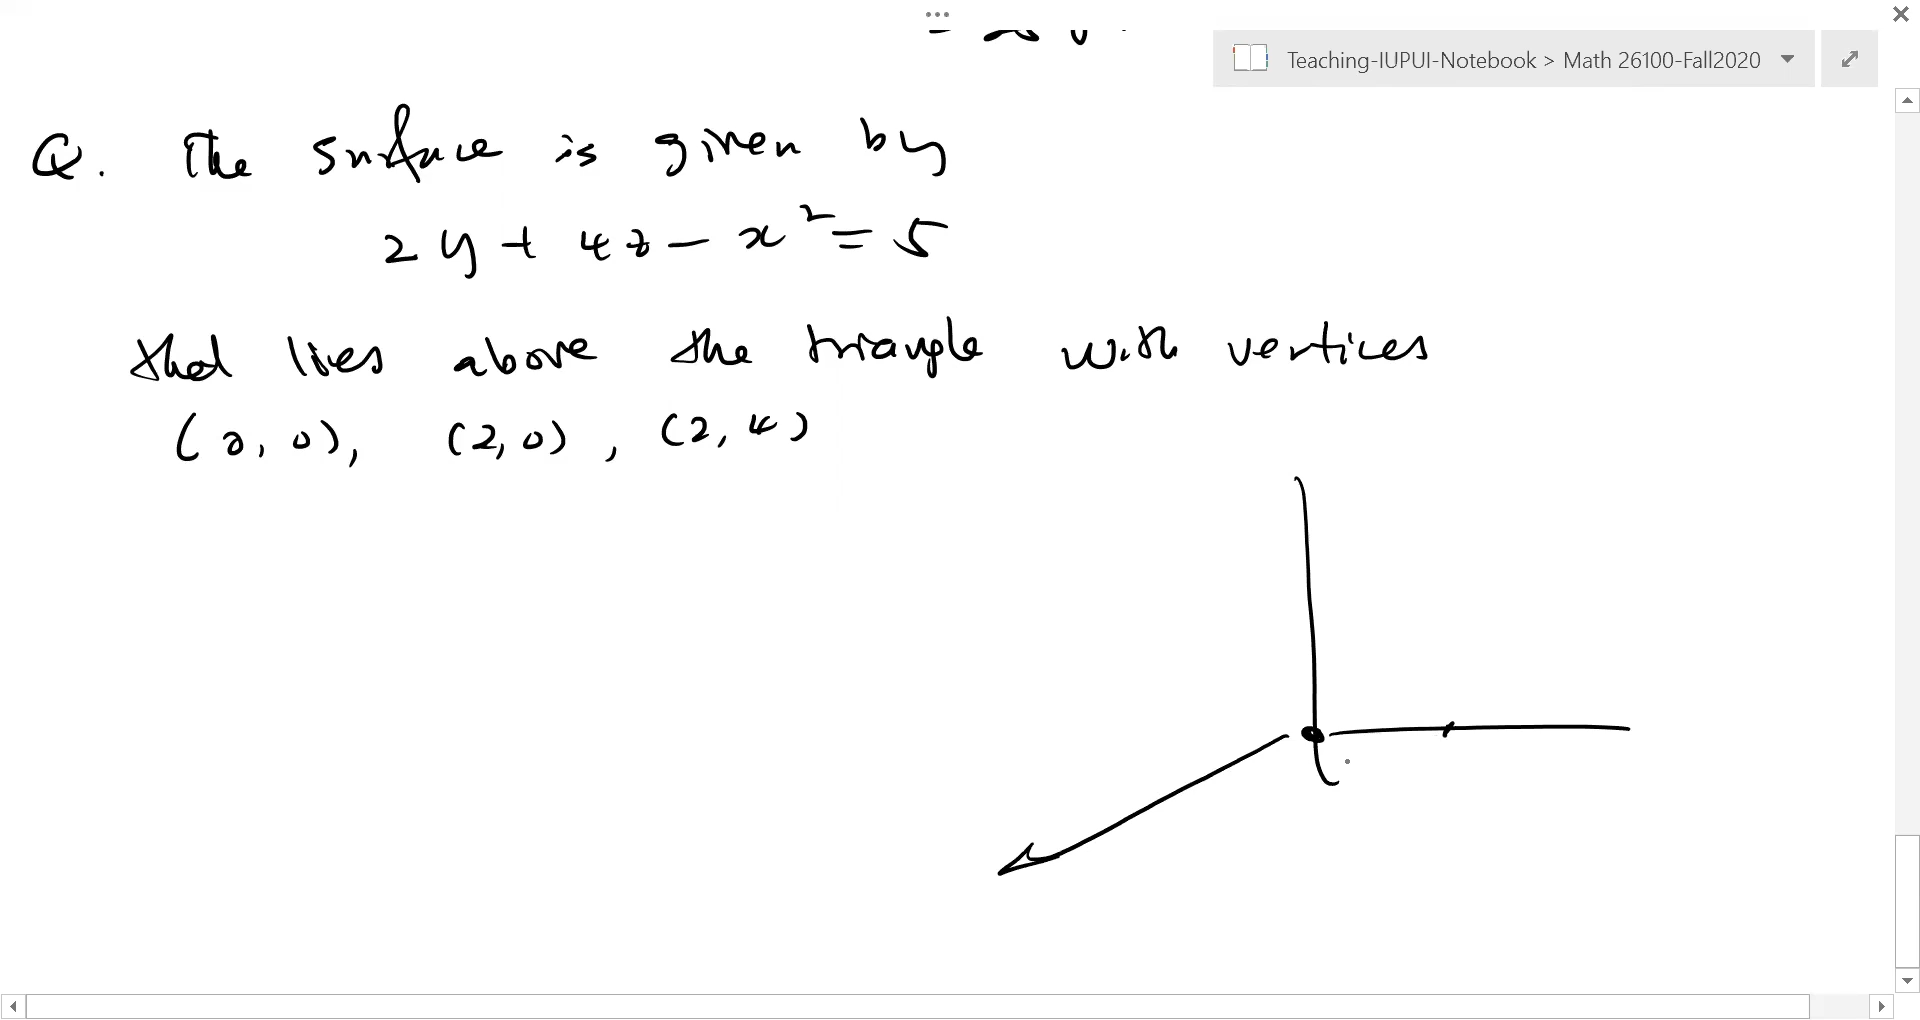 Teaching-IUPUI-Notebook > Math 26100-Fall2020
Q. The surface is given by
2y + 4z - x² = 5
that lies above the triangle with vertices
(0, 0), (2, 0), (2, 4)